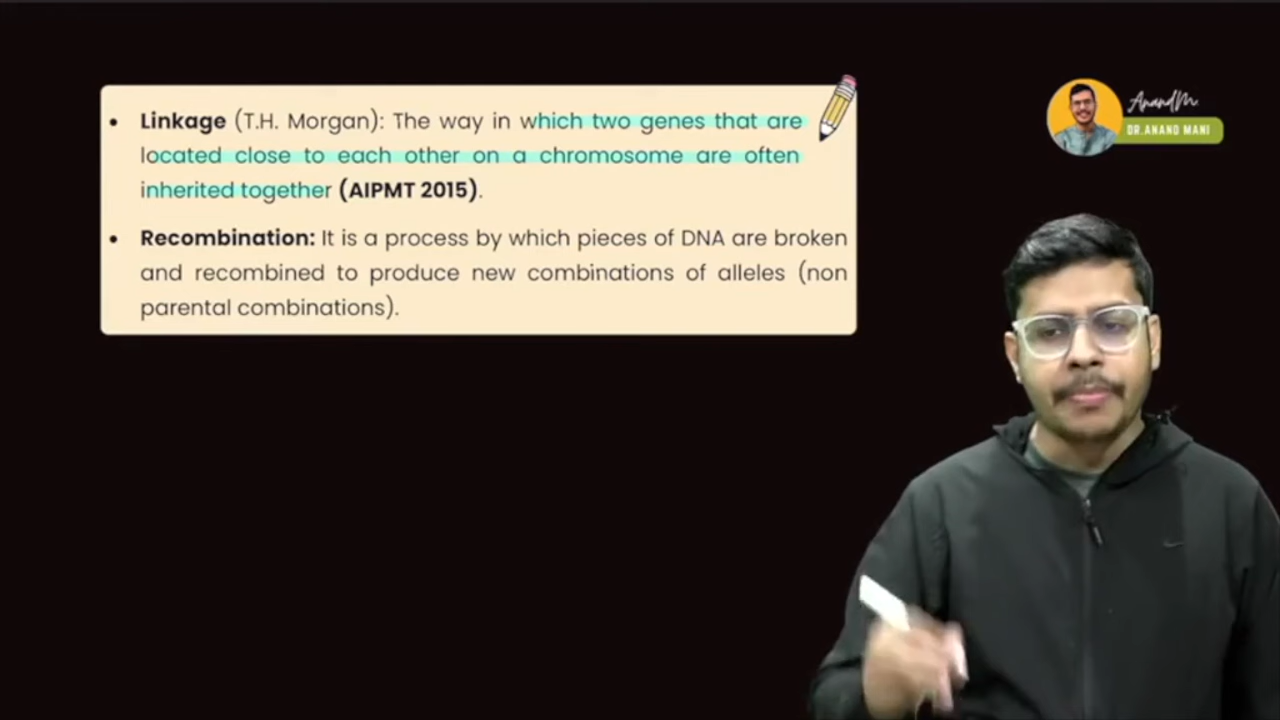 • Linkage (T.H. Morgan): The way in which two genes that are
located close to each other on a chromosome are often
inherited together (AIPMT 2015).
• Recombination: It is a process by which pieces of DNA are broken
and recombined to produce new combinations of alleles (non
parental combinations).
AnandM.
DR.ANAND MANI